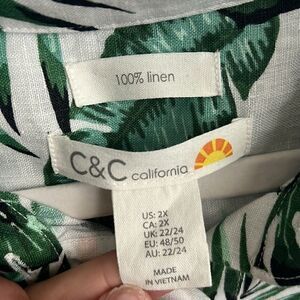 100% linen
C&C california
US: 2X
CA: 2X
UK: 22/24
EU: 48/50
AU: 22/24
MADE
IN VIETNAM